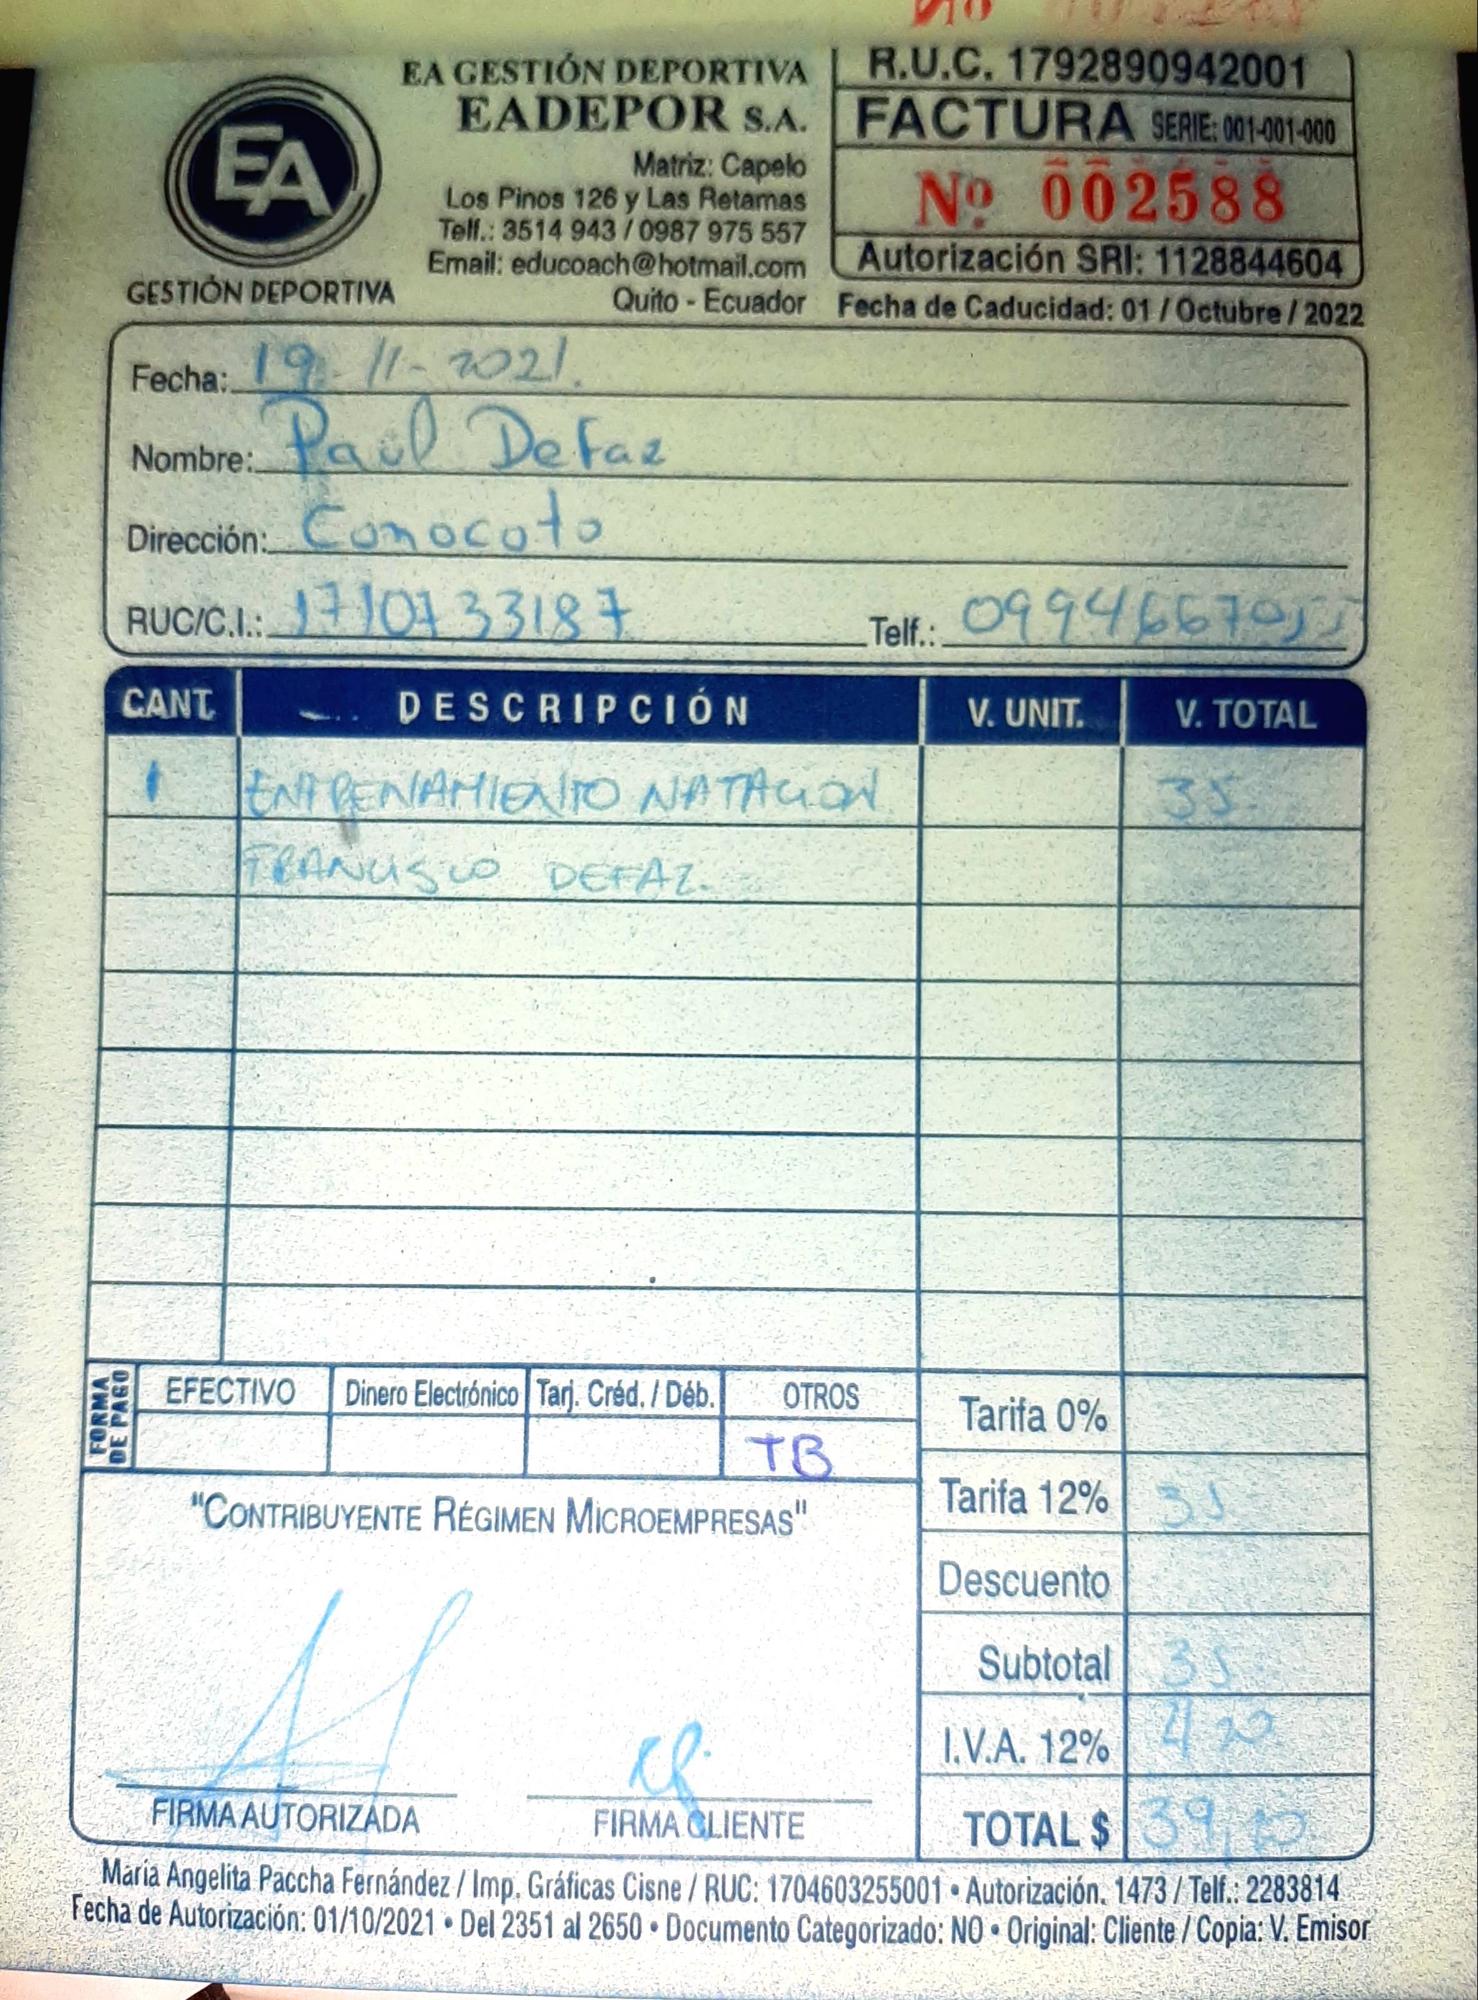 EA GESTIÓN DEPORTIVA
EADEPOR S.A.
Matriz: Capelo
Los Pinos 126 y Las Retamas
Telf.: 3514 943 / 0987 975 557
Email: educoach@hotmail.com
Quito - Ecuador
EA
GESTIÓN DEPORTIVA
R.U.C. 1792890942001
FACTURA SERIE: 001-001-000
Nº 002588
Autorización SRI: 1128844604
Fecha de Caducidad: 01 / Octubre / 2022
Fecha: 19-11-2021.
Nombre: Paul Defaz
Dirección: Conocoto
RUC/C.I.: 1710733187 Telf.: 0994667055
CANT. DESCRIPCIÓN V. UNIT. V. TOTAL
1 ENTRENAMIENTO NATACION 35
FRANCISCO DEFAZ.
FORMA DE PAGO EFECTIVO Dinero Electrónico Tarj. Créd. / Déb. OTROS
TB
Tarifa 0%
Tarifa 12% 35
Descuento
Subtotal 35
I.V.A. 12% 4 20
TOTAL $ 39,20
"CONTRIBUYENTE RÉGIMEN MICROEMPRESAS"
FIRMA AUTORIZADA FIRMA CLIENTE
María Angelita Paccha Fernández / Imp. Gráficas Cisne / RUC: 1704603255001 • Autorización. 1473 / Telf.: 2283814
Fecha de Autorización: 01/10/2021 • Del 2351 al 2650 • Documento Categorizado: NO • Original: Cliente / Copia: V. Emisor